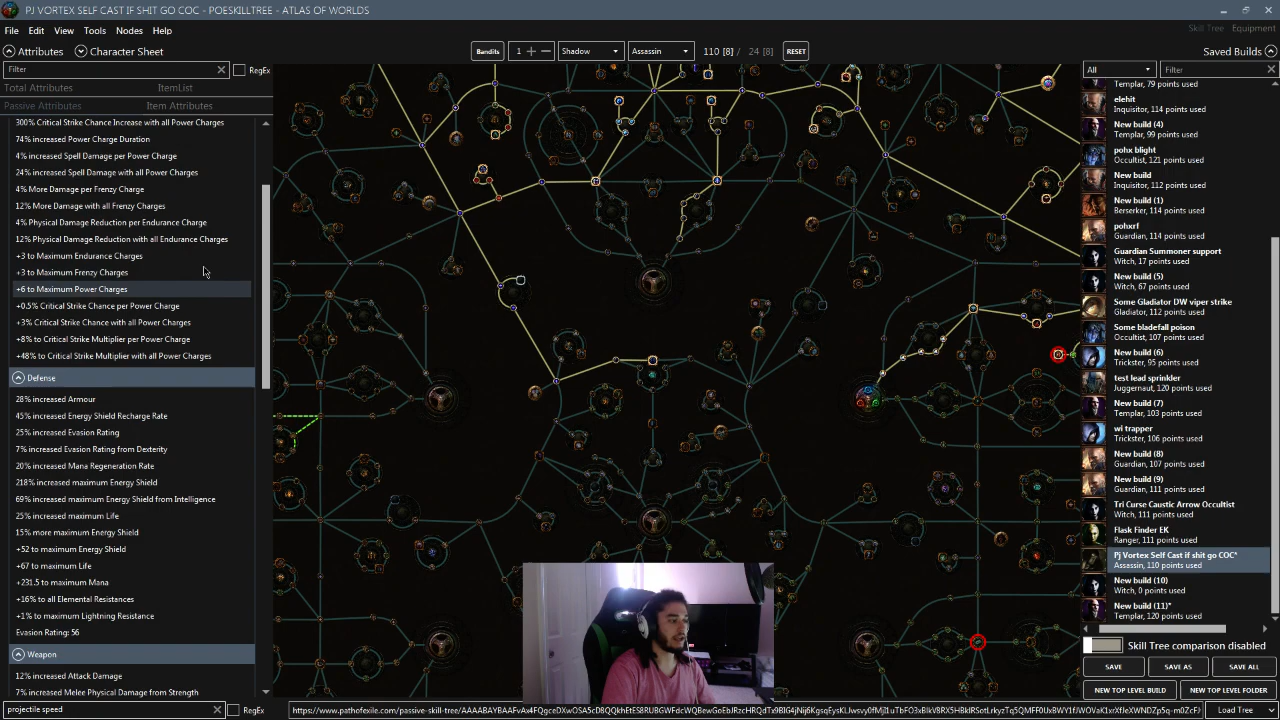 PJ VORTEX SELF CAST IF SHIT GO COC - POESKILLTREE - ATLAS OF WORLDS
File Edit View Tools Notes Help
Skill Tree Equipment
Attributes Character Sheet
Bandits 1 Shadow Assassin 110 [8] / 24 [8] RESET
Saved Builds
Filter RegEx
All Filter
Total Attributes ItemList
Passive Attributes Item Attributes
300% Critical Strike Chance Increase with all Power Charges
74% increased Power Charge Duration
4% increased Spell Damage per Power Charge
24% increased Spell Damage with all Power Charges
4% More Damage per Frenzy Charge
12% More Damage with all Frenzy Charges
4% Physical Damage Reduction per Endurance Charge
12% Physical Damage Reduction with all Endurance Charges
+3 to Maximum Endurance Charges
+3 to Maximum Frenzy Charges
+6 to Maximum Power Charges
+0.5% Critical Strike Chance per Power Charge
+3% Critical Strike Chance with all Power Charges
+8% to Critical Strike Multiplier per Power Charge
+48% to Critical Strike Multiplier with all Power Charges
Defense
28% increased Armour
45% increased Energy Shield Recharge Rate
25% increased Evasion Rating
7% increased Evasion Rating from Dexterity
20% increased Mana Regeneration Rate
218% increased maximum Energy Shield
69% increased maximum Energy Shield from Intelligence
25% increased maximum Life
15% more maximum Energy Shield
+52 to maximum Energy Shield
+67 to maximum Life
+231.5 to maximum Mana
+16% to all Elemental Resistances
+1% to maximum Lightning Resistance
Evasion Rating: 56
Weapon
12% increased Attack Damage
7% increased Melee Physical Damage from Strength
projectile speed RegEx
Templar, 79 points used
elehit
Inquisitor, 114 points used
New build (4)
Templar, 99 points used
pohx blight
Occultist, 121 points used
New build
Inquisitor, 112 points used
New build (1)
Berserker, 114 points used
pohxrf
Guardian, 114 points used
Guardian Summoner support
Witch, 17 points used
New build (5)
Witch, 67 points used
Some Gladiator DW viper strike
Gladiator, 112 points used
Some bladefall poison
Occultist, 107 points used
New build (6)
Trickster, 95 points used
test lead sprinkler
Juggernaut, 120 points used
New build (7)
Templar, 103 points used
wi trapper
Trickster, 106 points used
New build (8)
Guardian, 107 points used
New build (9)
Guardian, 111 points used
Tri Curse Caustic Arrow Occultist
Witch, 111 points used
Flask Finder EK
Ranger, 111 points used
Pj Vortex Self Cast if shit go COC*
Assassin, 110 points used
New build (10)
Witch, 0 points used
New build (11)*
Templar, 120 points used
Skill Tree comparison disabled
SAVE SAVE AS SAVE ALL
NEW TOP LEVEL BUILD NEW TOP LEVEL FOLDER
Load Tree